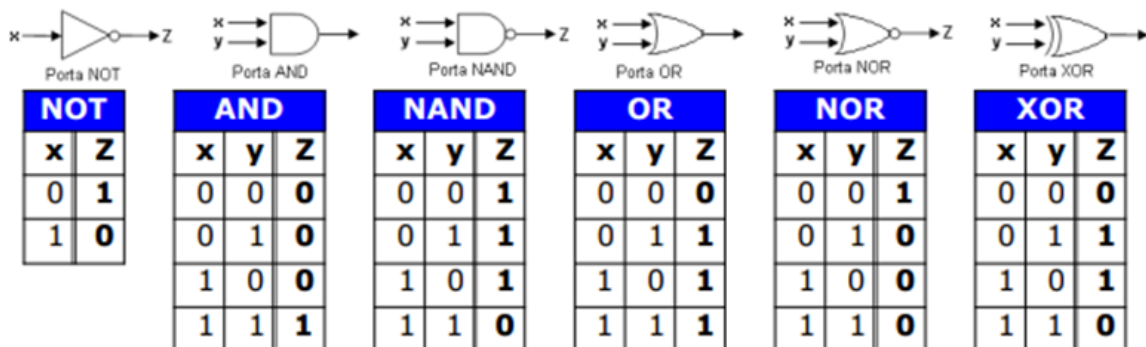 x Z x y x y Z x y x y Z x y
Porta NOT Porta AND Porta NAND Porta OR Porta NOR Porta XOR
NOT AND NAND OR NOR XOR
x Z x y Z x y Z x y Z x y Z x y Z
0 1 0 0 0 0 0 1 0 0 0 0 0 1 0 0 0
1 0 0 1 0 0 1 1 0 1 1 0 1 0 0 1 1
1 0 0 1 0 1 1 0 1 1 0 0 1 0 1
1 1 1 1 1 0 1 1 1 1 1 0 1 1 0